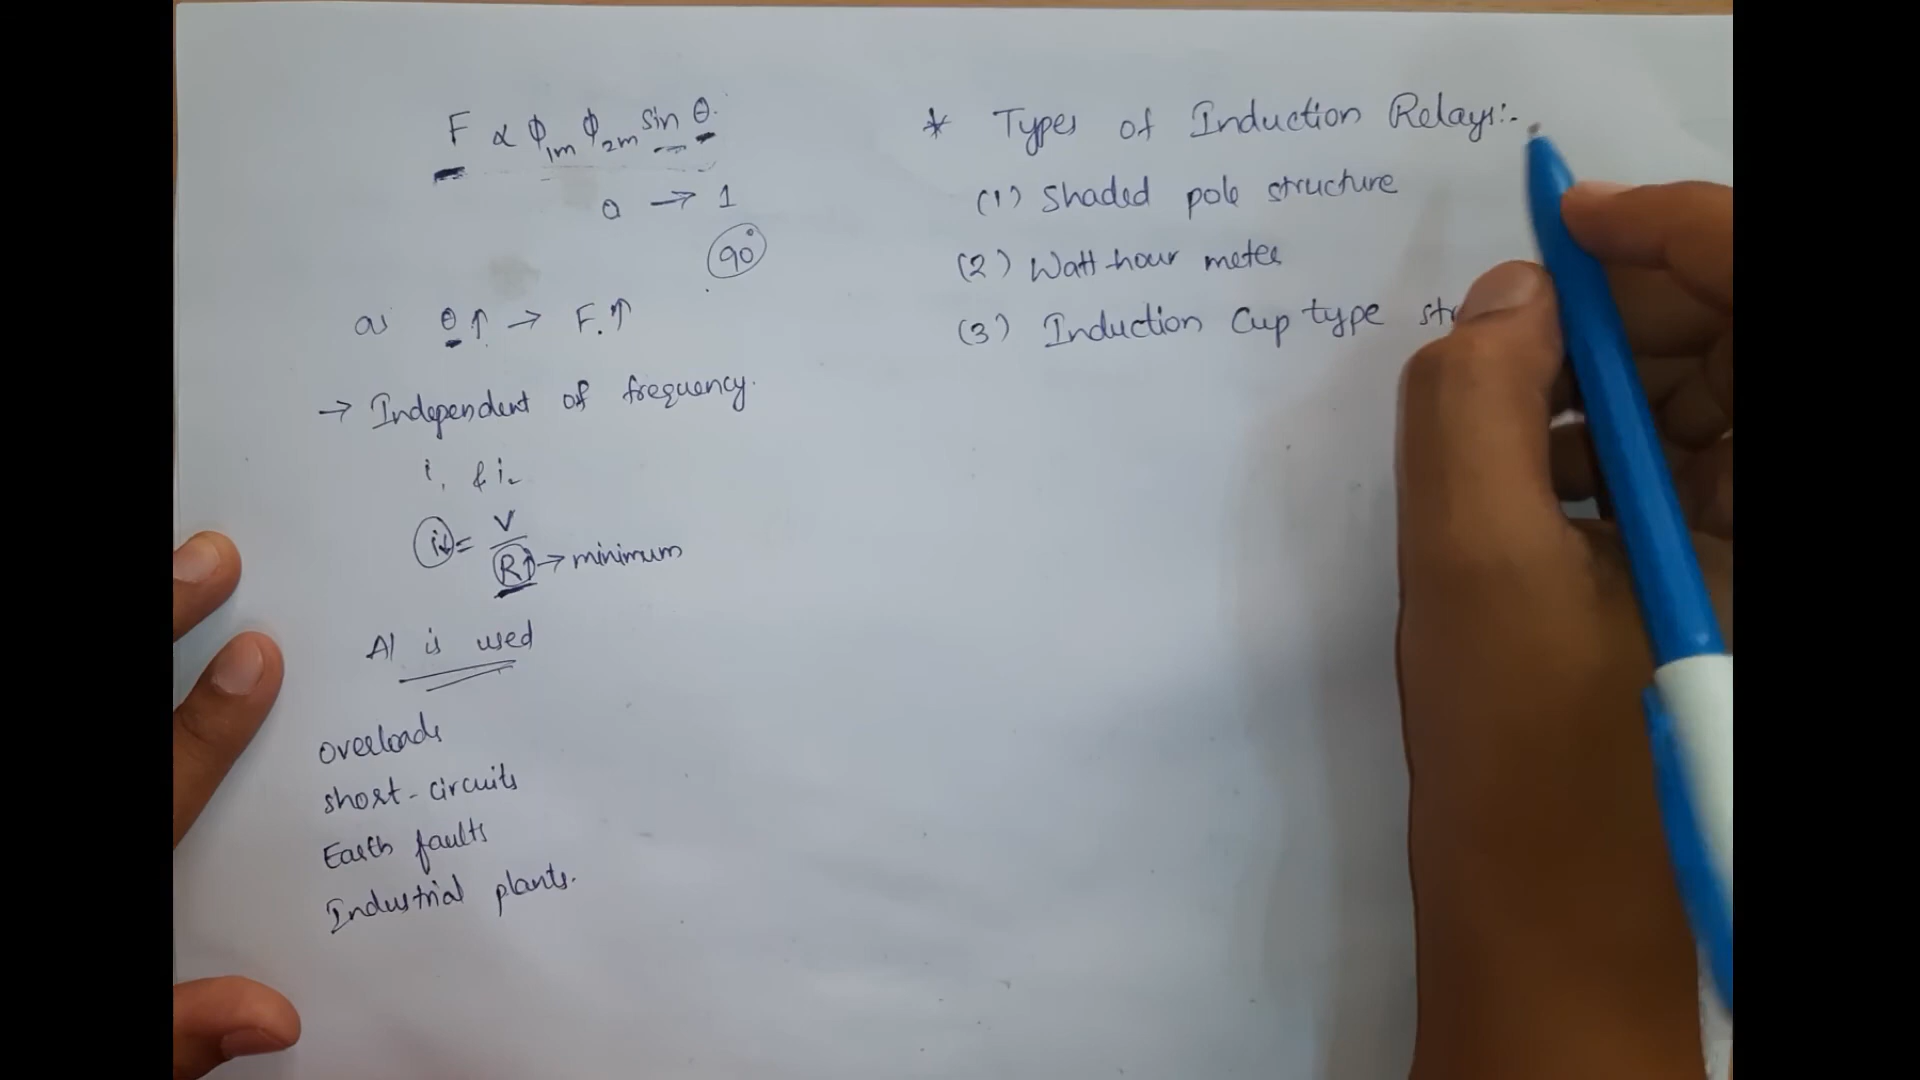 F ∝ ϕ1m ϕ2m sin θ.
0 → 1
90°
as θ↑ → F.↑
→ Independent of frequency.
i1 & i2
i↓ = V / R↑ → minimum
Al is used
overloads
short-circuits
Earth faults
Industrial plants.
* Types of Induction Relays:-
(1) Shaded pole structure
(2) Watt-hour meter
(3) Induction Cup type